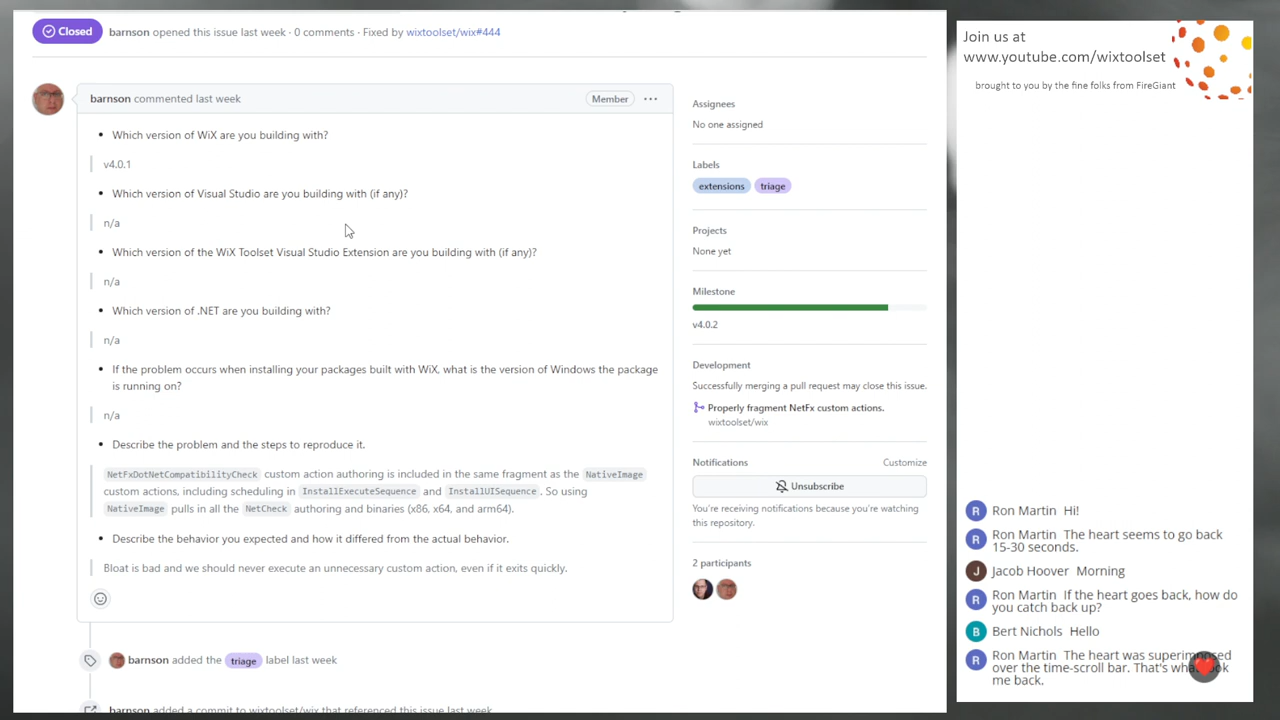 Closed
barnson opened this issue last week · 0 comments · Fixed by wixtoolset/wix#444
barnson commented last week
Member
• Which version of WiX are you building with?
v4.0.1
• Which version of Visual Studio are you building with (if any)?
n/a
• Which version of the WiX Toolset Visual Studio Extension are you building with (if any)?
n/a
• Which version of .NET are you building with?
n/a
• If the problem occurs when installing your packages built with WiX, what is the version of Windows the package
is running on?
n/a
• Describe the problem and the steps to reproduce it.
NetFxDotNetCompatibilityCheck custom action authoring is included in the same fragment as the NativeImage
custom actions, including scheduling in InstallExecuteSequence and InstallUISequence. So using
NativeImage pulls in all the NetCheck authoring and binaries (x86, x64, and arm64).
• Describe the behavior you expected and how it differed from the actual behavior.
Bloat is bad and we should never execute an unnecessary custom action, even if it exits quickly.
barnson added the triage label last week
barnson added a commit to wixtoolset/wix that referenced this issue last week
Assignees
No one assigned
Labels
extensions triage
Projects
None yet
Milestone
v4.0.2
Development
Successfully merging a pull request may close this issue.
Properly fragment NetFx custom actions.
wixtoolset/wix
Notifications Customize
Unsubscribe
You're receiving notifications because you're watching
this repository.
2 participants
Join us at
www.youtube.com/wixtoolset
brought to you by the fine folks from FireGiant
R Ron Martin Hi!
R Ron Martin The heart seems to go back
15-30 seconds.
J Jacob Hoover Morning
R Ron Martin If the heart goes back, how do
you catch back up?
B Bert Nichols Hello
R Ron Martin The heart was superimposed
over the time-scroll bar. That's what took
me back.